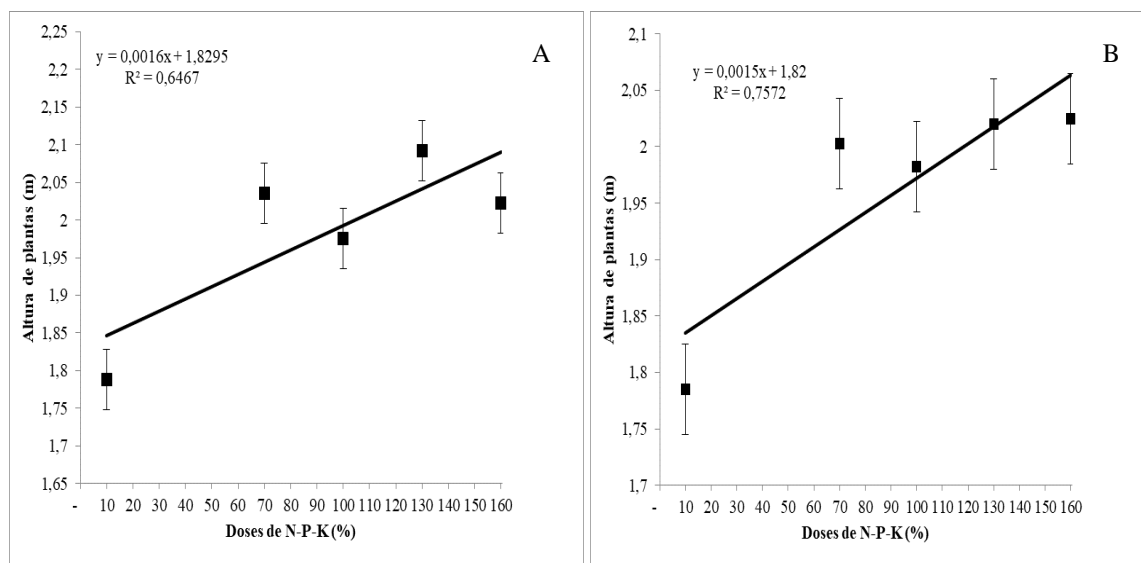 A
y = 0,0016x + 1,8295
R² = 0,6467
Altura de plantas (m)
2,25
2,2
2,15
2,1
2,05
2
1,95
1,9
1,85
1,8
1,75
1,7
1,65
- 10 20 30 40 50 60 70 80 90 100 110 120 130 140 150 160
Doses de N-P-K (%)
B
y = 0,0015x + 1,82
R² = 0,7572
Altura de plantas (m)
2,1
2,05
2
1,95
1,9
1,85
1,8
1,75
1,7
- 10 20 30 40 50 60 70 80 90 100 110 120 130 140 150 160
Doses de N-P-K (%)